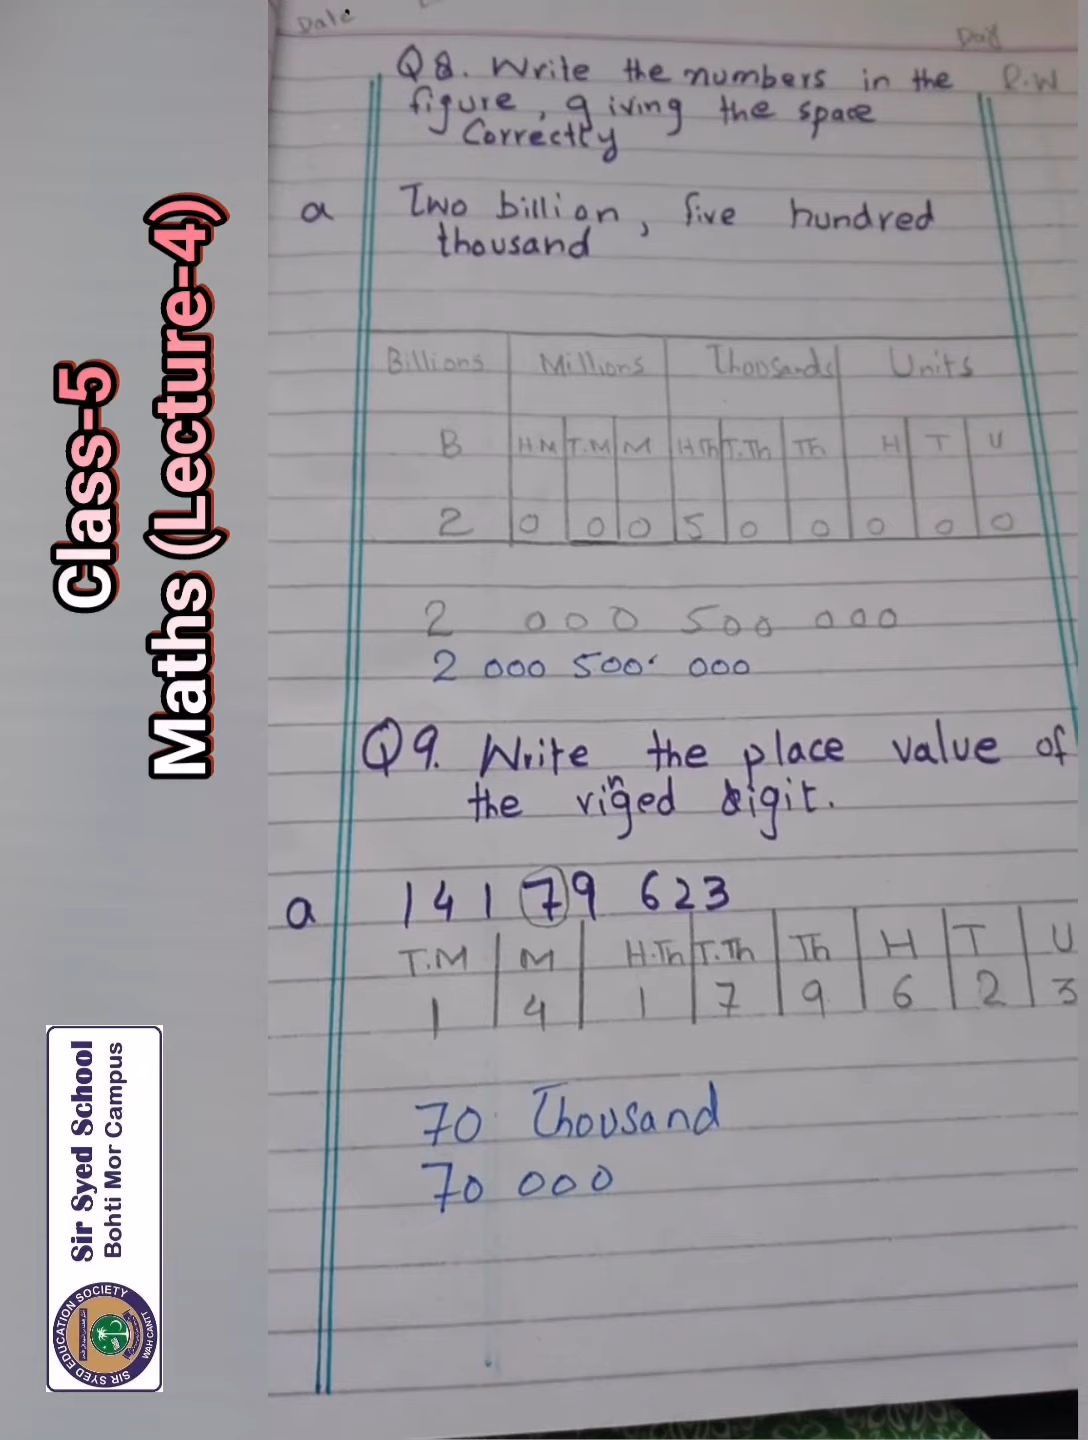 Class-5
Maths (Lecture-4)
Sir Syed School
Bohti Mor Campus
SIR SYED EDUCATION SOCIETY
WAH CANTT
Date
Day
Q8. Write the numbers in the R.W
figure, giving the space
Correctly
a Two billion, five hundred
thousand
Billions Millions Thousands Units
B H.M T.M M H.Th T.Th Th H T U
2 0 0 0 5 0 0 0 0 0
2 000 500 000
2 000 500 000
Q9. Write the place value of
the ringed digit.
a 141 79 623
T.M M H.Th T.Th Th H T U
1 4 1 7 9 6 2 3
70 Thousand
70 000